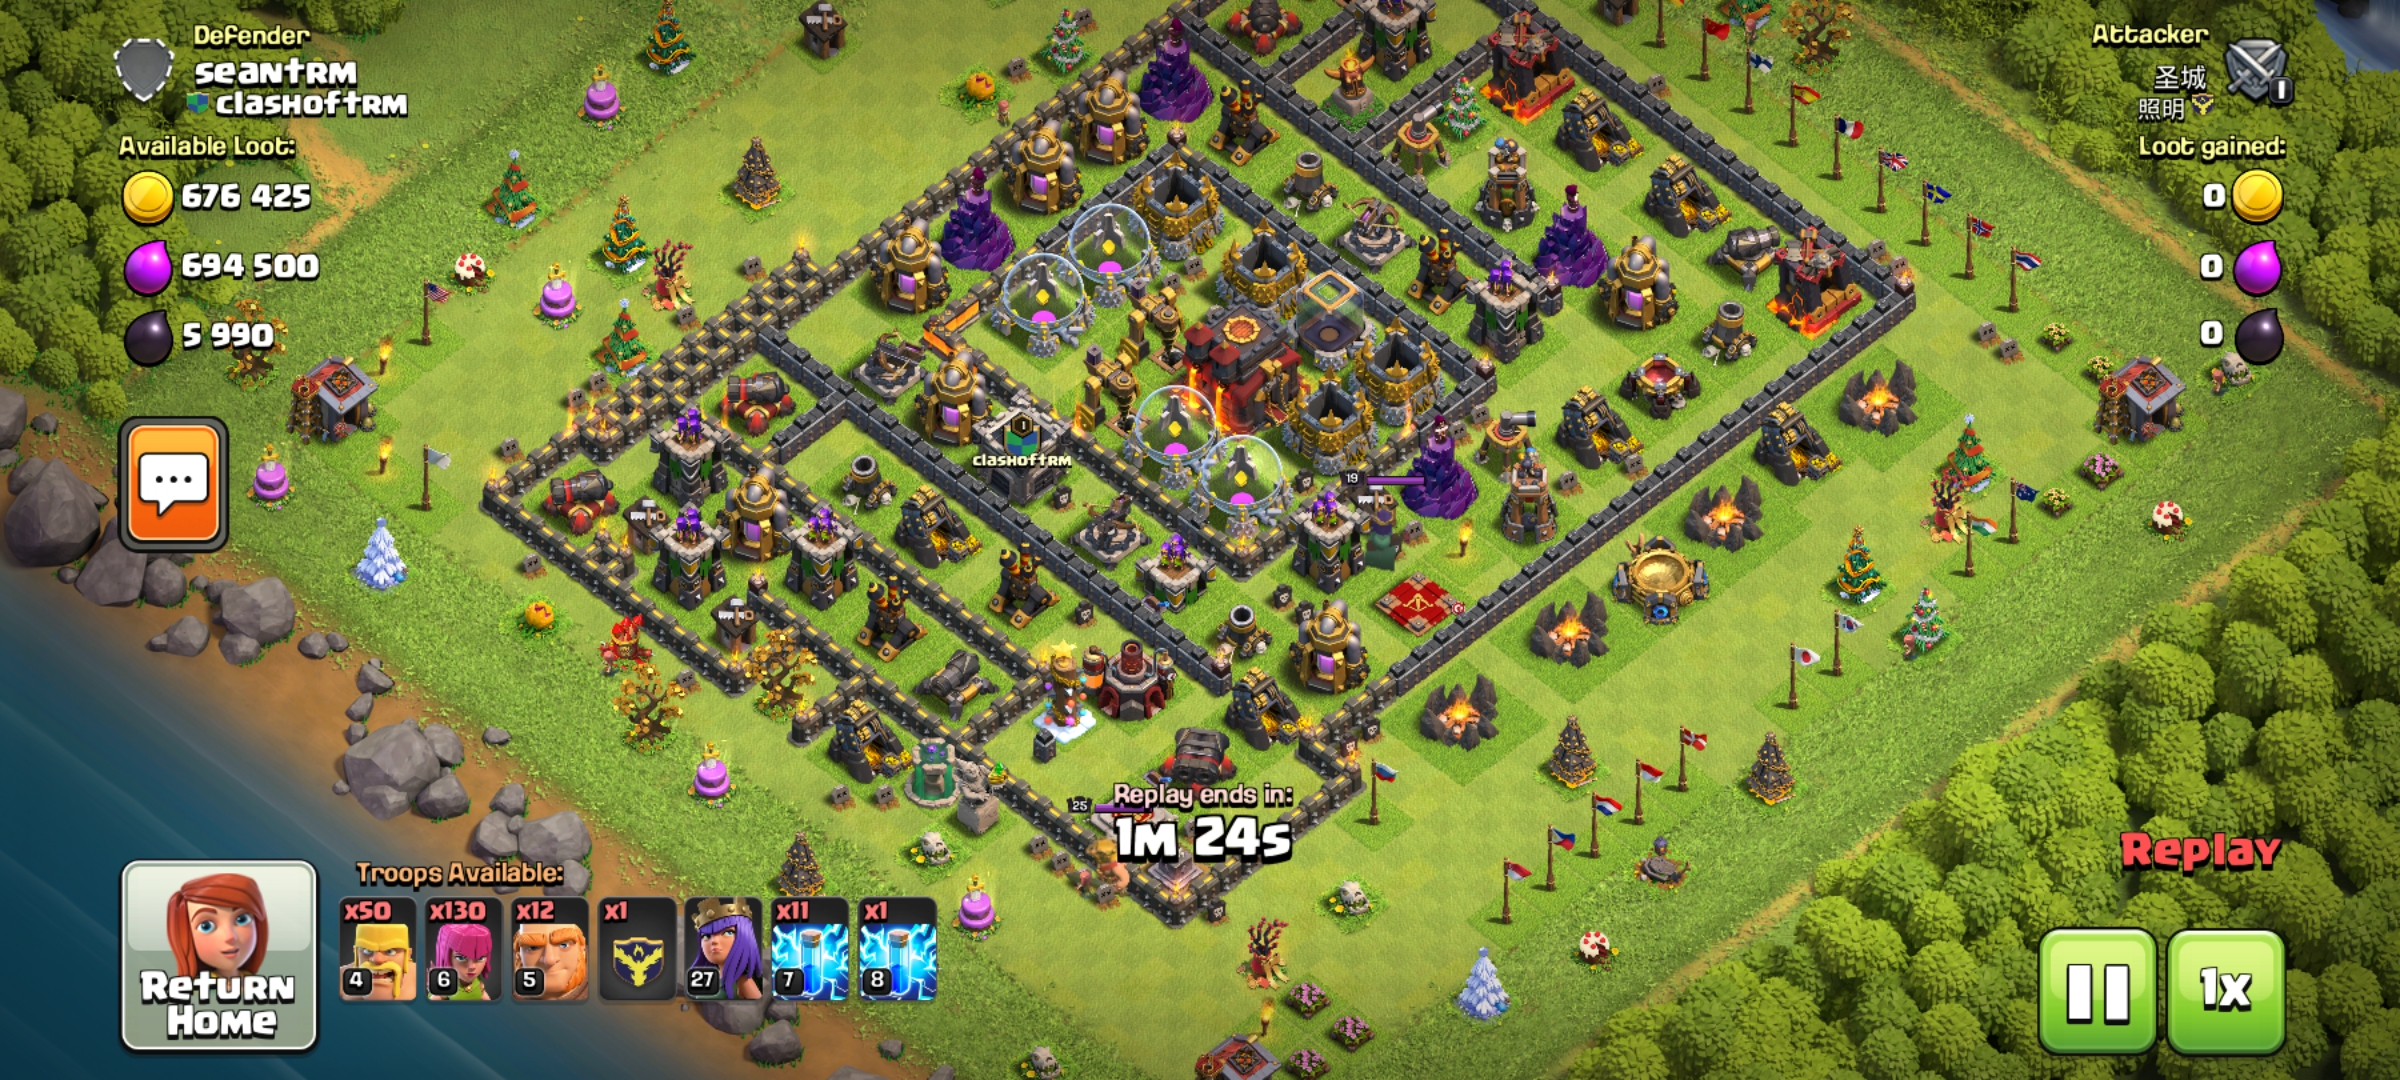 Defender
seantRM
clashoftRM
Available Loot:
676 425
694 500
5 990
Attacker
圣城
照明
1
Loot gained:
0
0
0
1
clashoftRM
19
25
Replay ends in:
1M 24s
Replay
Troops Available:
x50
x130
x12
x1
x11
x1
4
6
5
27
7
8
Return
Home
1x